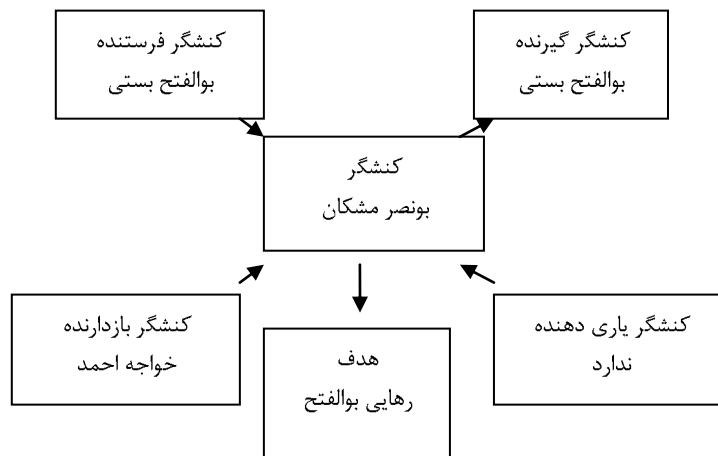 کنشگر گیرنده
بوالفتح بستی
کنشگر فرستنده
بوالفتح بستی
کنشگر
بونصر مشکان
کنشگر یاری دهنده
ندارد
هدف
رهایی بوالفتح
کنشگر بازدارنده
خواجه احمد